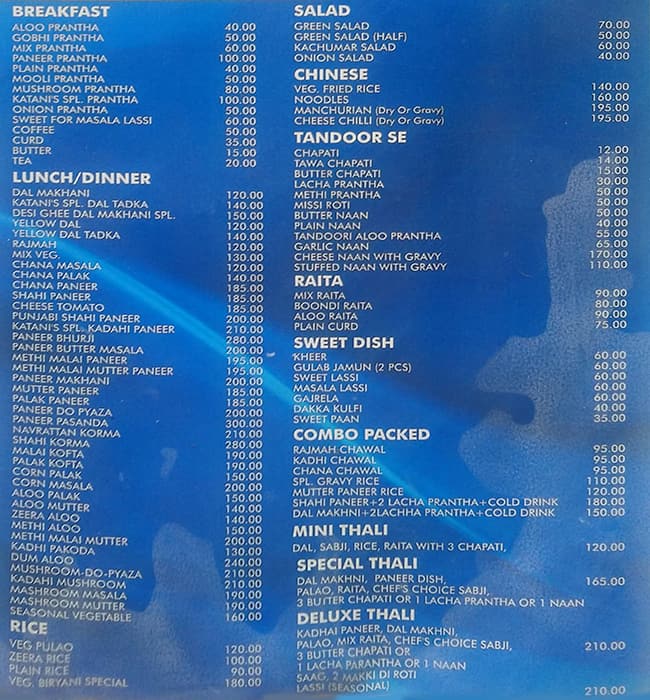 BREAKFAST
ALOO PRANTHA 40.00
GOBHI PRANTHA 50.00
MIX PRANTHA 60.00
PANEER PRANTHA 100.00
PLAIN PRANTHA 40.00
MOOLI PRANTHA 50.00
MUSHROOM PRANTHA 80.00
KATANI'S SPL. PRANTHA 100.00
ONION PRANTHA 50.00
SWEET FOR MASALA LASSI 60.00
COFFEE 50.00
CURD 35.00
BUTTER 15.00
TEA 20.00
LUNCH/DINNER
DAL MAKHANI 120.00
KATANI'S SPL. DAL TADKA 140.00
DESI GHEE DAL MAKHANI SPL. 150.00
YELLOW DAL 120.00
YELLOW DAL TADKA 140.00
RAJMAH 120.00
MIX VEG. 130.00
CHANA MASALA 120.00
CHANA PALAK 140.00
CHANA PANEER 185.00
SHAHI PANEER 185.00
CHEESE TOMATO 185.00
PUNJABI SHAHI PANEER 200.00
KATANI'S SPL. KADAHI PANEER 210.00
PANEER BHURJI 280.00
PANEER BUTTER MASALA 200.00
METHI MALAI PANEER 195.00
METHI MALAI MUTTER PANEER 195.00
PANEER MAKHANI 200.00
MUTTER PANEER 185.00
PALAK PANEER 185.00
PANEER DO PYAZA 200.00
PANEER PASANDA 300.00
NAVRATTAN KORMA 210.00
SHAHI KORMA 280.00
MALAI KOFTA 190.00
PALAK KOFTA 190.00
CORN PALAK 150.00
CORN MASALA 200.00
ALOO PALAK 150.00
ALOO MUTTER 140.00
ZEERA ALOO 140.00
METHI ALOO 150.00
METHI MALAI MUTTER 200.00
KADHI PAKODA 130.00
DUM ALOO 240.00
MUSHROOM-DO-PYAZA 210.00
KADAHI MUSHROOM 210.00
MASHROOM MASALA 190.00
MASHROOM MUTTER 190.00
SEASONAL VEGETABLE 160.00
RICE
VEG PULAO 120.00
ZEERA RICE 100.00
PLAIN RICE 90.00
VEG. BIRYANI SPECIAL 180.00
SALAD
GREEN SALAD 70.00
GREEN SALAD (HALF) 50.00
KACHUMAR SALAD 60.00
ONION SALAD 40.00
CHINESE
VEG. FRIED RICE 140.00
NOODLES 160.00
MANCHURIAN (Dry Or Gravy) 195.00
CHEESE CHILLI (Dry Or Gravy) 195.00
TANDOOR SE
CHAPATI 12.00
TAWA CHAPATI 14.00
BUTTER CHAPATI 15.00
LACHA PRANTHA 30.00
METHI PRANTHA 50.00
MISSI ROTI 50.00
BUTTER NAAN 50.00
PLAIN NAAN 40.00
TANDOORI ALOO PRANTHA 55.00
GARLIC NAAN 65.00
CHEESE NAAN WITH GRAVY 170.00
STUFFED NAAN WITH GRAVY 110.00
RAITA
MIX RAITA 90.00
BOONDI RAITA 80.00
ALOO RAITA 90.00
PLAIN CURD 75.00
SWEET DISH
KHEER 60.00
GULAB JAMUN (2 PCS) 60.00
SWEET LASSI 60.00
MASALA LASSI 60.00
GAJRELA 60.00
DAKKA KULFI 40.00
SWEET PAAN 35.00
COMBO PACKED
RAJMAH CHAWAL 95.00
KADHI CHAWAL 95.00
CHANA CHAWAL 95.00
SPL. GRAVY RICE 110.00
MUTTER PANEER RICE 120.00
SHAHI PANEER+2 LACHA PRANTHA+COLD DRINK 180.00
DAL MAKHNI+2LACHHA PRANTHA+COLD DRINK 150.00
MINI THALI
DAL, SABJI, RICE, RAITA WITH 3 CHAPATI, 120.00
SPECIAL THALI
DAL MAKHNI, PANEER DISH, 165.00
PALAO, RAITA, CHEF'S CHOICE SABJI,
3 BUTTER CHAPATI OR 1 LACHA PRANTHA OR 1 NAAN
DELUXE THALI
KADHAI PANEER, DAL MAKHNI,
PALAO, MIX RAITA, CHEF'S CHOICE SABJI, 210.00
3 BUTTER CHAPATI OR
1 LACHA PARANTHA OR 1 NAAN
SAAG, 2 MAKKI DI ROTI
LASSI (SEASONAL) 210.00